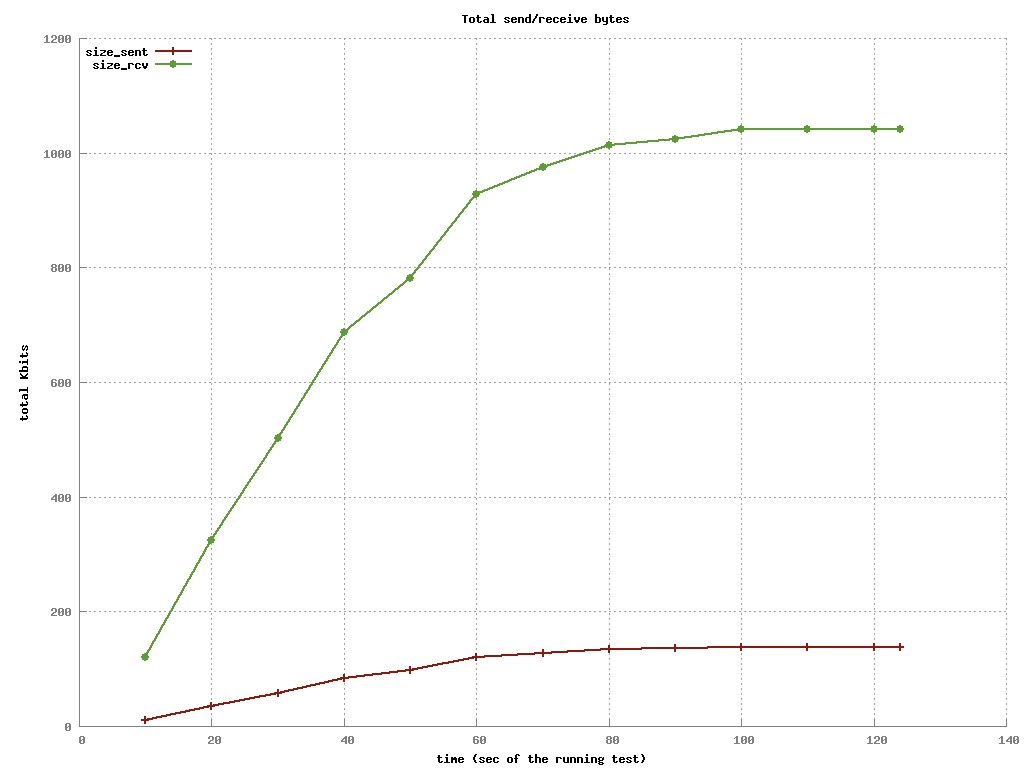 Total send/receive bytes
1200
size_sent
size_rcv
1000
800
600
total Kbits
400
200
0
0 20 40 60 80 100 120 140
time (sec of the running test)